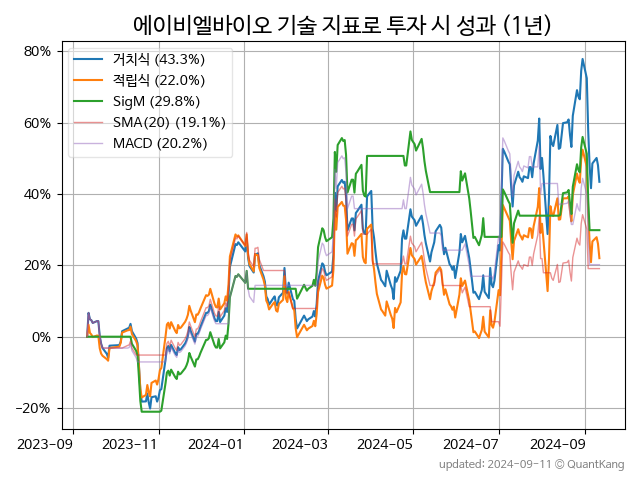 에이비엘바이오 기술 지표로 투자 시 성과 (1년)
80%
60%
40%
20%
0%
−20%
거치식 (43.3%)
적립식 (22.0%)
SigM (29.8%)
SMA(20) (19.1%)
MACD (20.2%)
2023-09 2023-11 2024-01 2024-03 2024-05 2024-07 2024-09
updated: 2024-09-11 © QuantKang